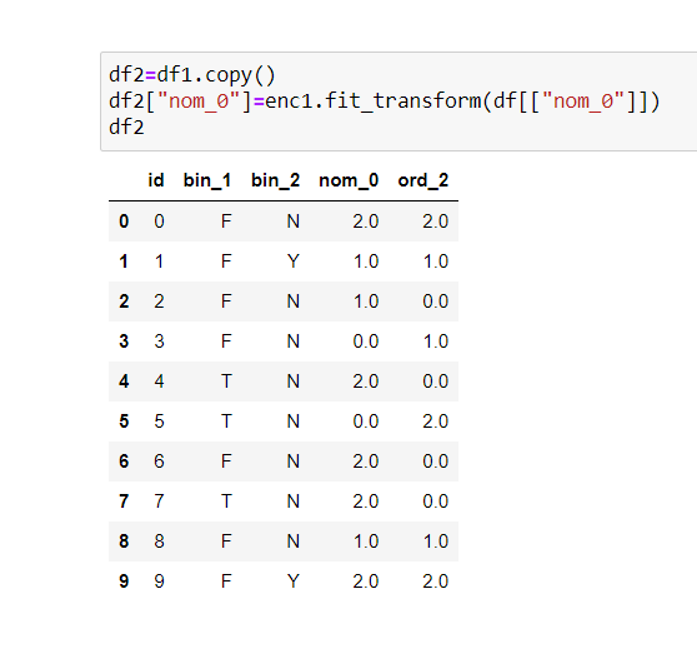 df2=df1.copy()
df2["nom_0"]=enc1.fit_transform(df[["nom_0"]])
df2
id bin_1 bin_2 nom_0 ord_2
0 0 F N 2.0 2.0
1 1 F Y 1.0 1.0
2 2 F N 1.0 0.0
3 3 F N 0.0 1.0
4 4 T N 2.0 0.0
5 5 T N 0.0 2.0
6 6 F N 2.0 0.0
7 7 T N 2.0 0.0
8 8 F N 1.0 1.0
9 9 F Y 2.0 2.0